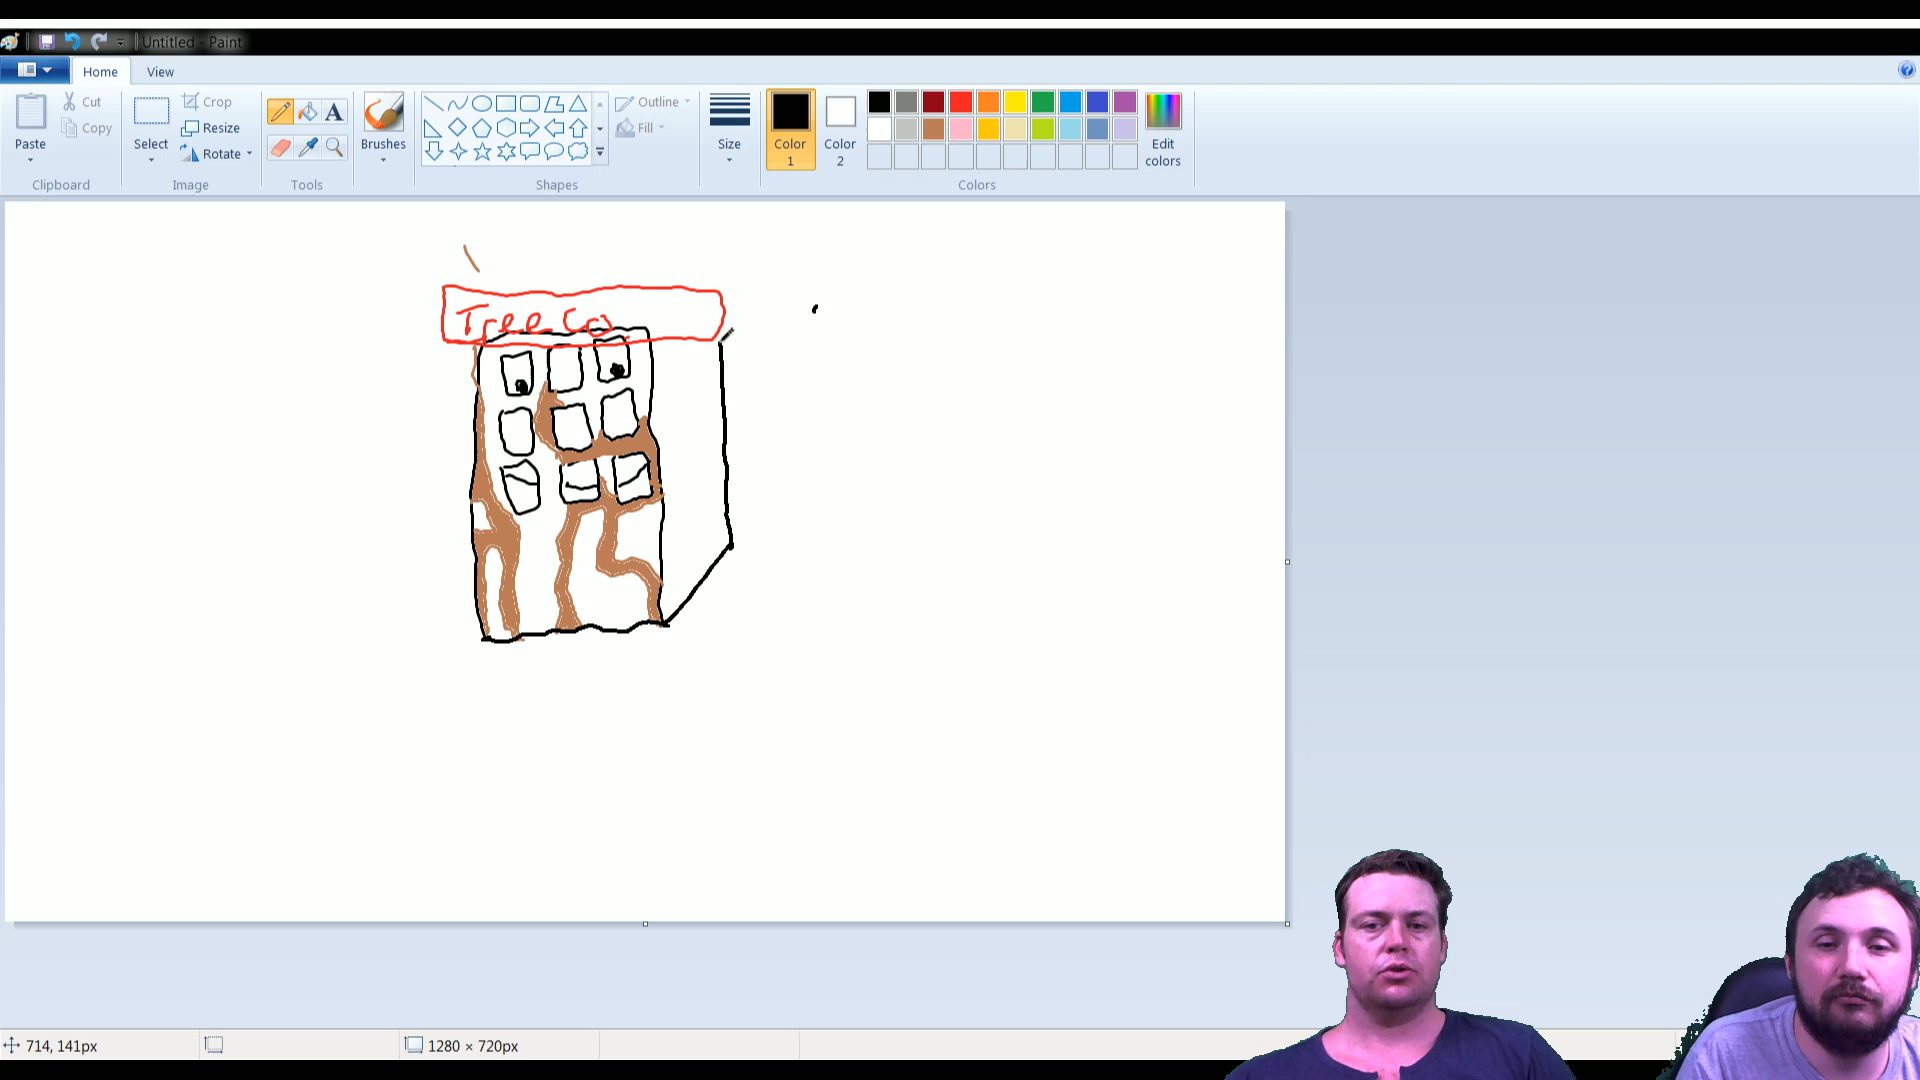 Untitled - Paint
Home
View
Paste
Cut
Copy
Clipboard
Select
Crop
Resize
Rotate
Image
A
Tools
Brushes
Shapes
Outline
Fill
Size
Color
1
Color
2
Colors
Edit
colors
Tree Co
714, 141px
1280 × 720px